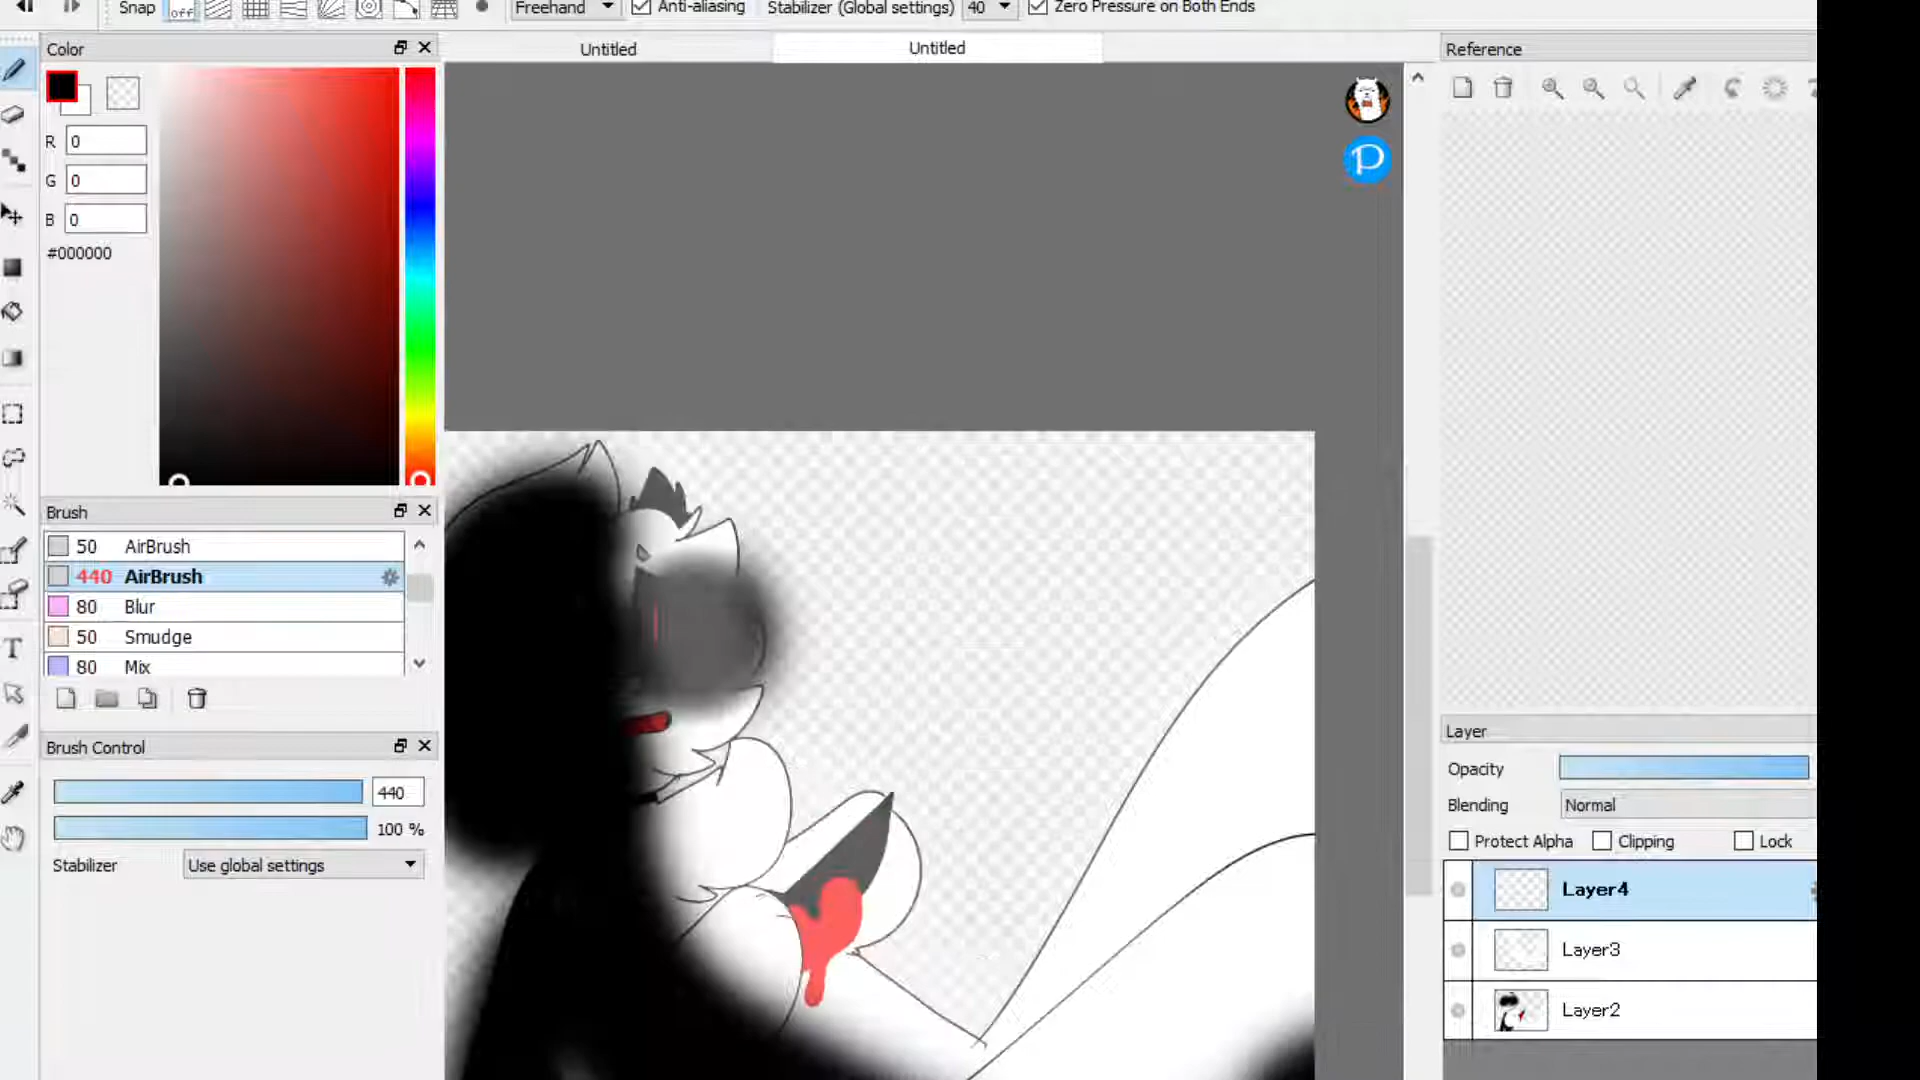 Snap
off
Freehand
Anti-aliasing
Stabilizer (Global settings)
40
Zero Pressure on Both Ends
Color
Untitled
Untitled
Reference
R 0
G 0
B 0
#000000
P
Brush
50 AirBrush
440 AirBrush
80 Blur
50 Smudge
80 Mix
T
Brush Control
440
100 %
Stabilizer Use global settings
Layer
Opacity
Blending Normal
Protect Alpha Clipping Lock
Layer4
Layer3
Layer2